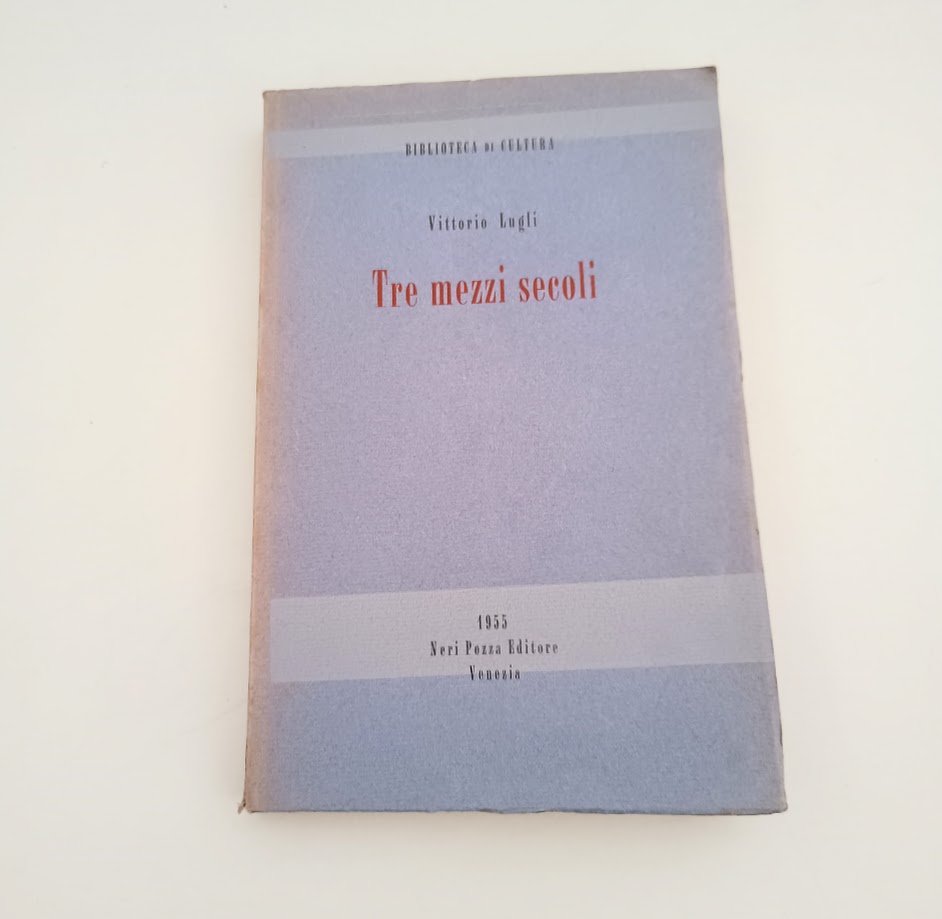 BIBLIOTECA DI CULTURA
Vittorio Lugli
Tre mezzi secoli
1955
Neri Pozza Editore
Venezia